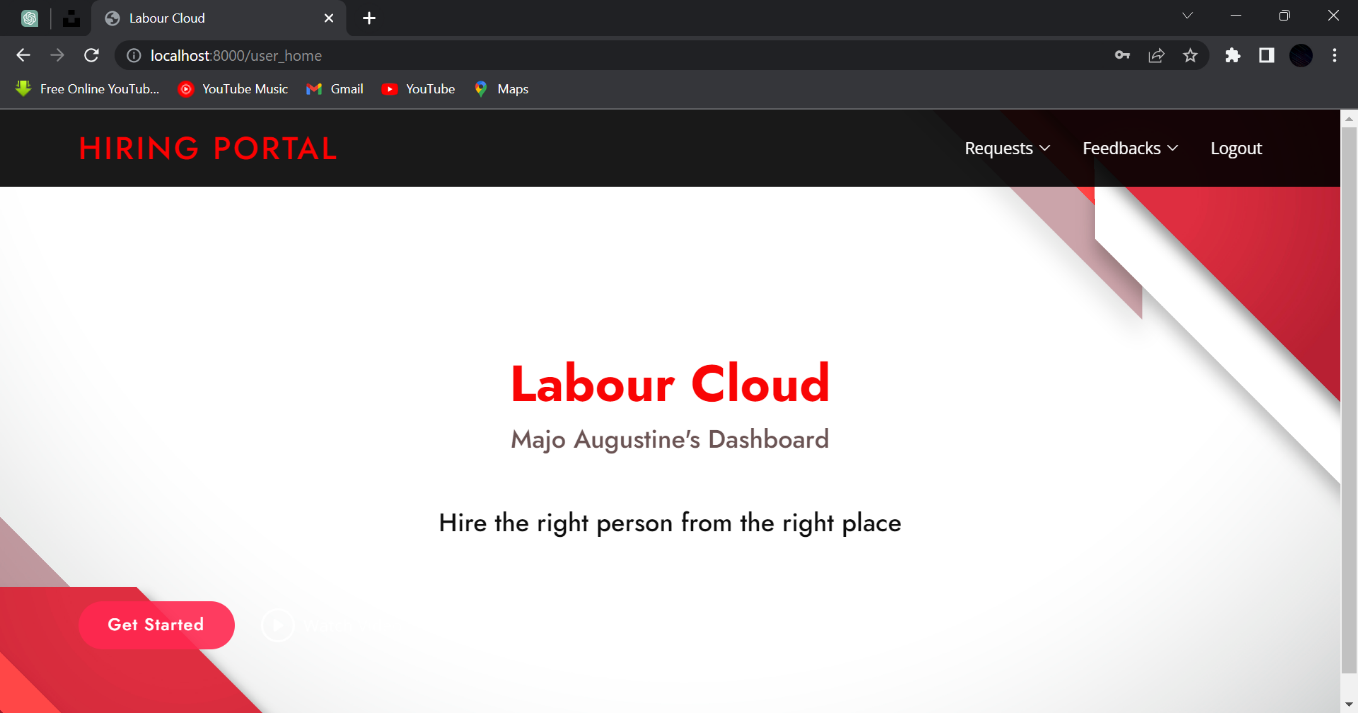 Labour Cloud
localhost:8000/user_home
Free Online YouTub... YouTube Music Gmail YouTube Maps
HIRING PORTAL Requests Feedbacks Logout
Labour Cloud
Majo Augustine's Dashboard
Hire the right person from the right place
Get Started